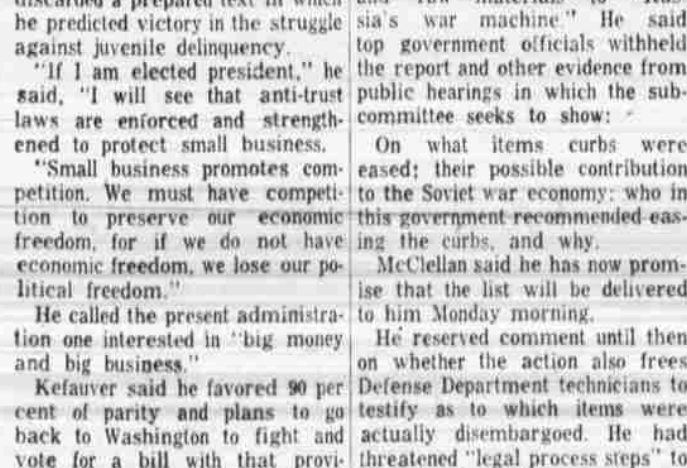 discarded a prepared text in which
he predicted victory in the struggle
against juvenile delinquency.
"If I am elected president," he
said, "I will see that anti-trust
laws are enforced and strength-
ened to protect small business.
"Small business promotes com-
petition. We must have competi-
tion to preserve our economic
freedom, for if we do not have
economic freedom, we lose our po-
litical freedom."
He called the present administra-
tion one interested in "big money
and big business."
Kefauver said he favored 90 per
cent of parity and plans to go
back to Washington to fight and
vote for a bill with that provi-
and raw materials to Rus-
sia's war machine." He said
top government officials withheld
the report and other evidence from
public hearings in which the sub-
committee seeks to show:
On what items curbs were
eased; their possible contribution
to the Soviet war economy; who in
this government recommended eas-
ing the curbs, and why.
McClellan said he has now prom-
ise that the list will be delivered
to him Monday morning.
He reserved comment until then
on whether the action also frees
Defense Department technicians to
testify as to which items were
actually disembargoed. He had
threatened "legal process steps" to